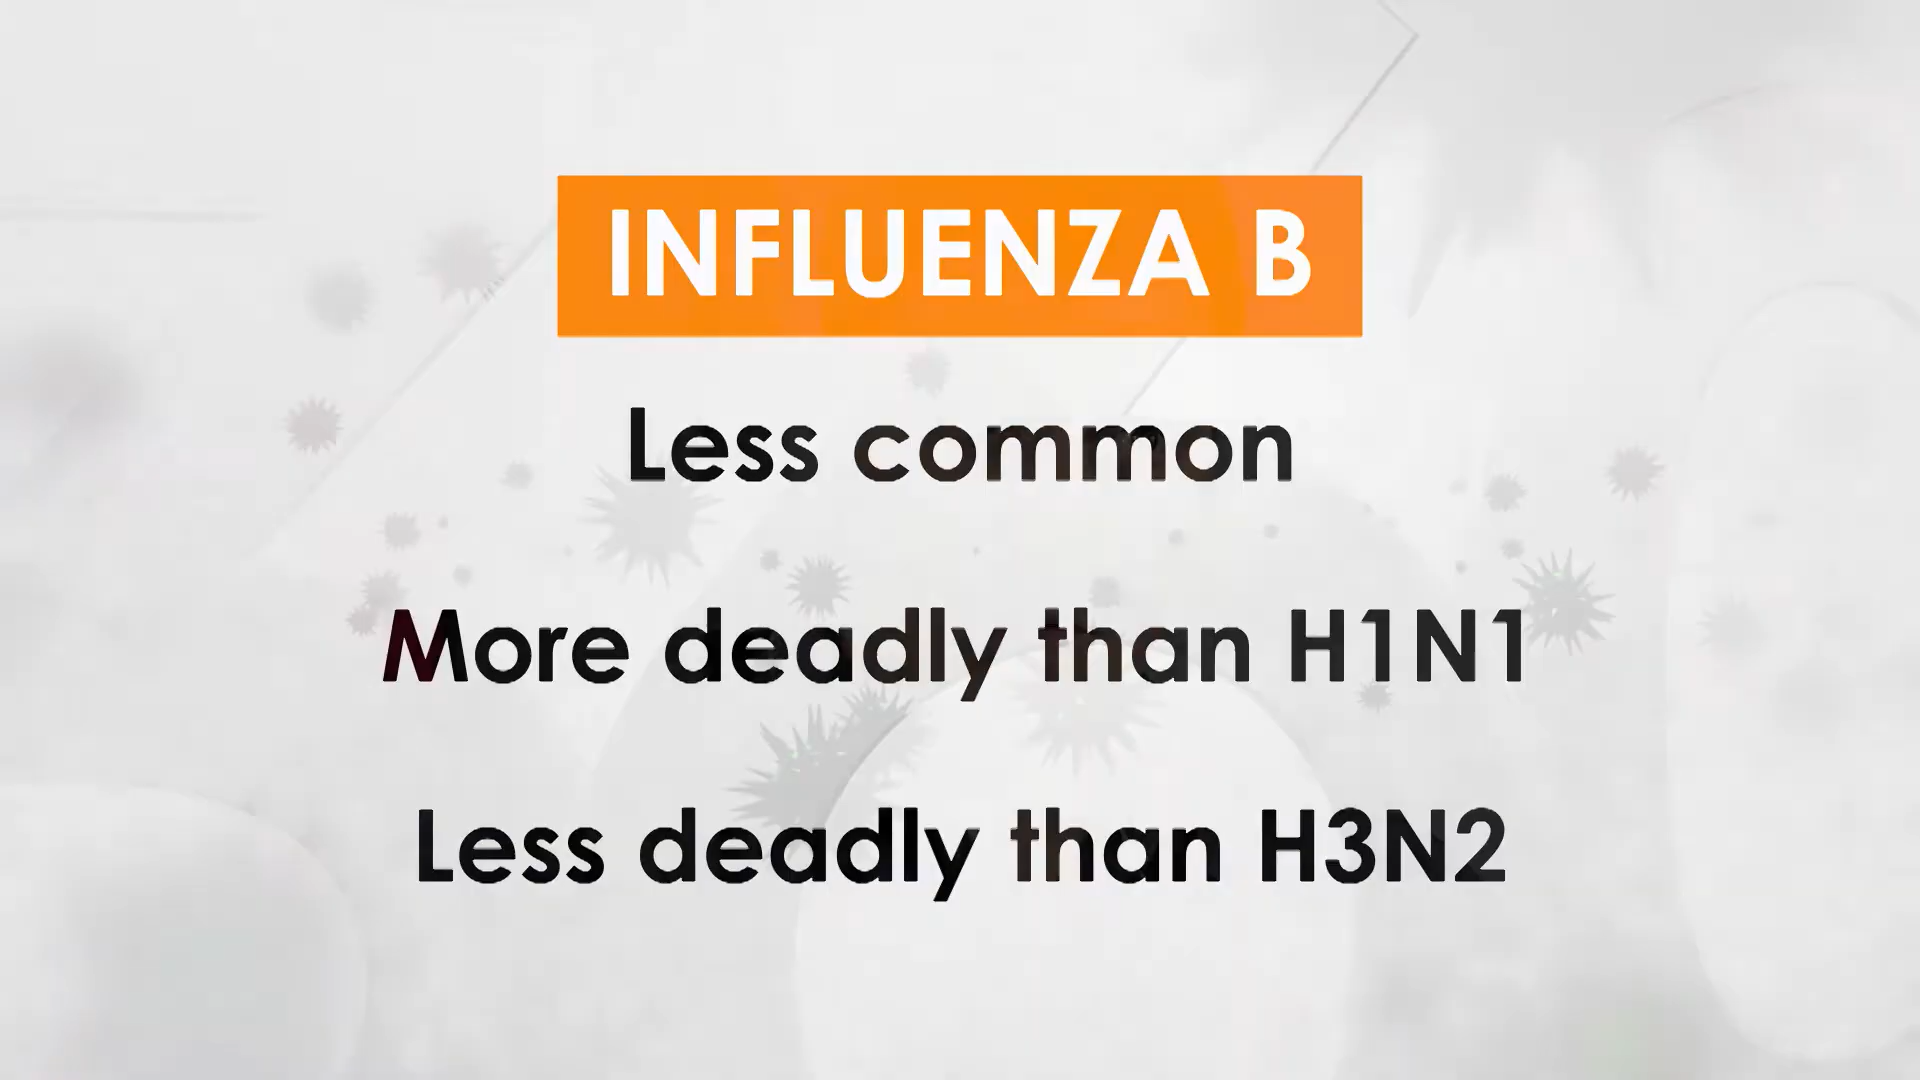 INFLUENZA B
Less common
More deadly than H1N1
Less deadly than H3N2